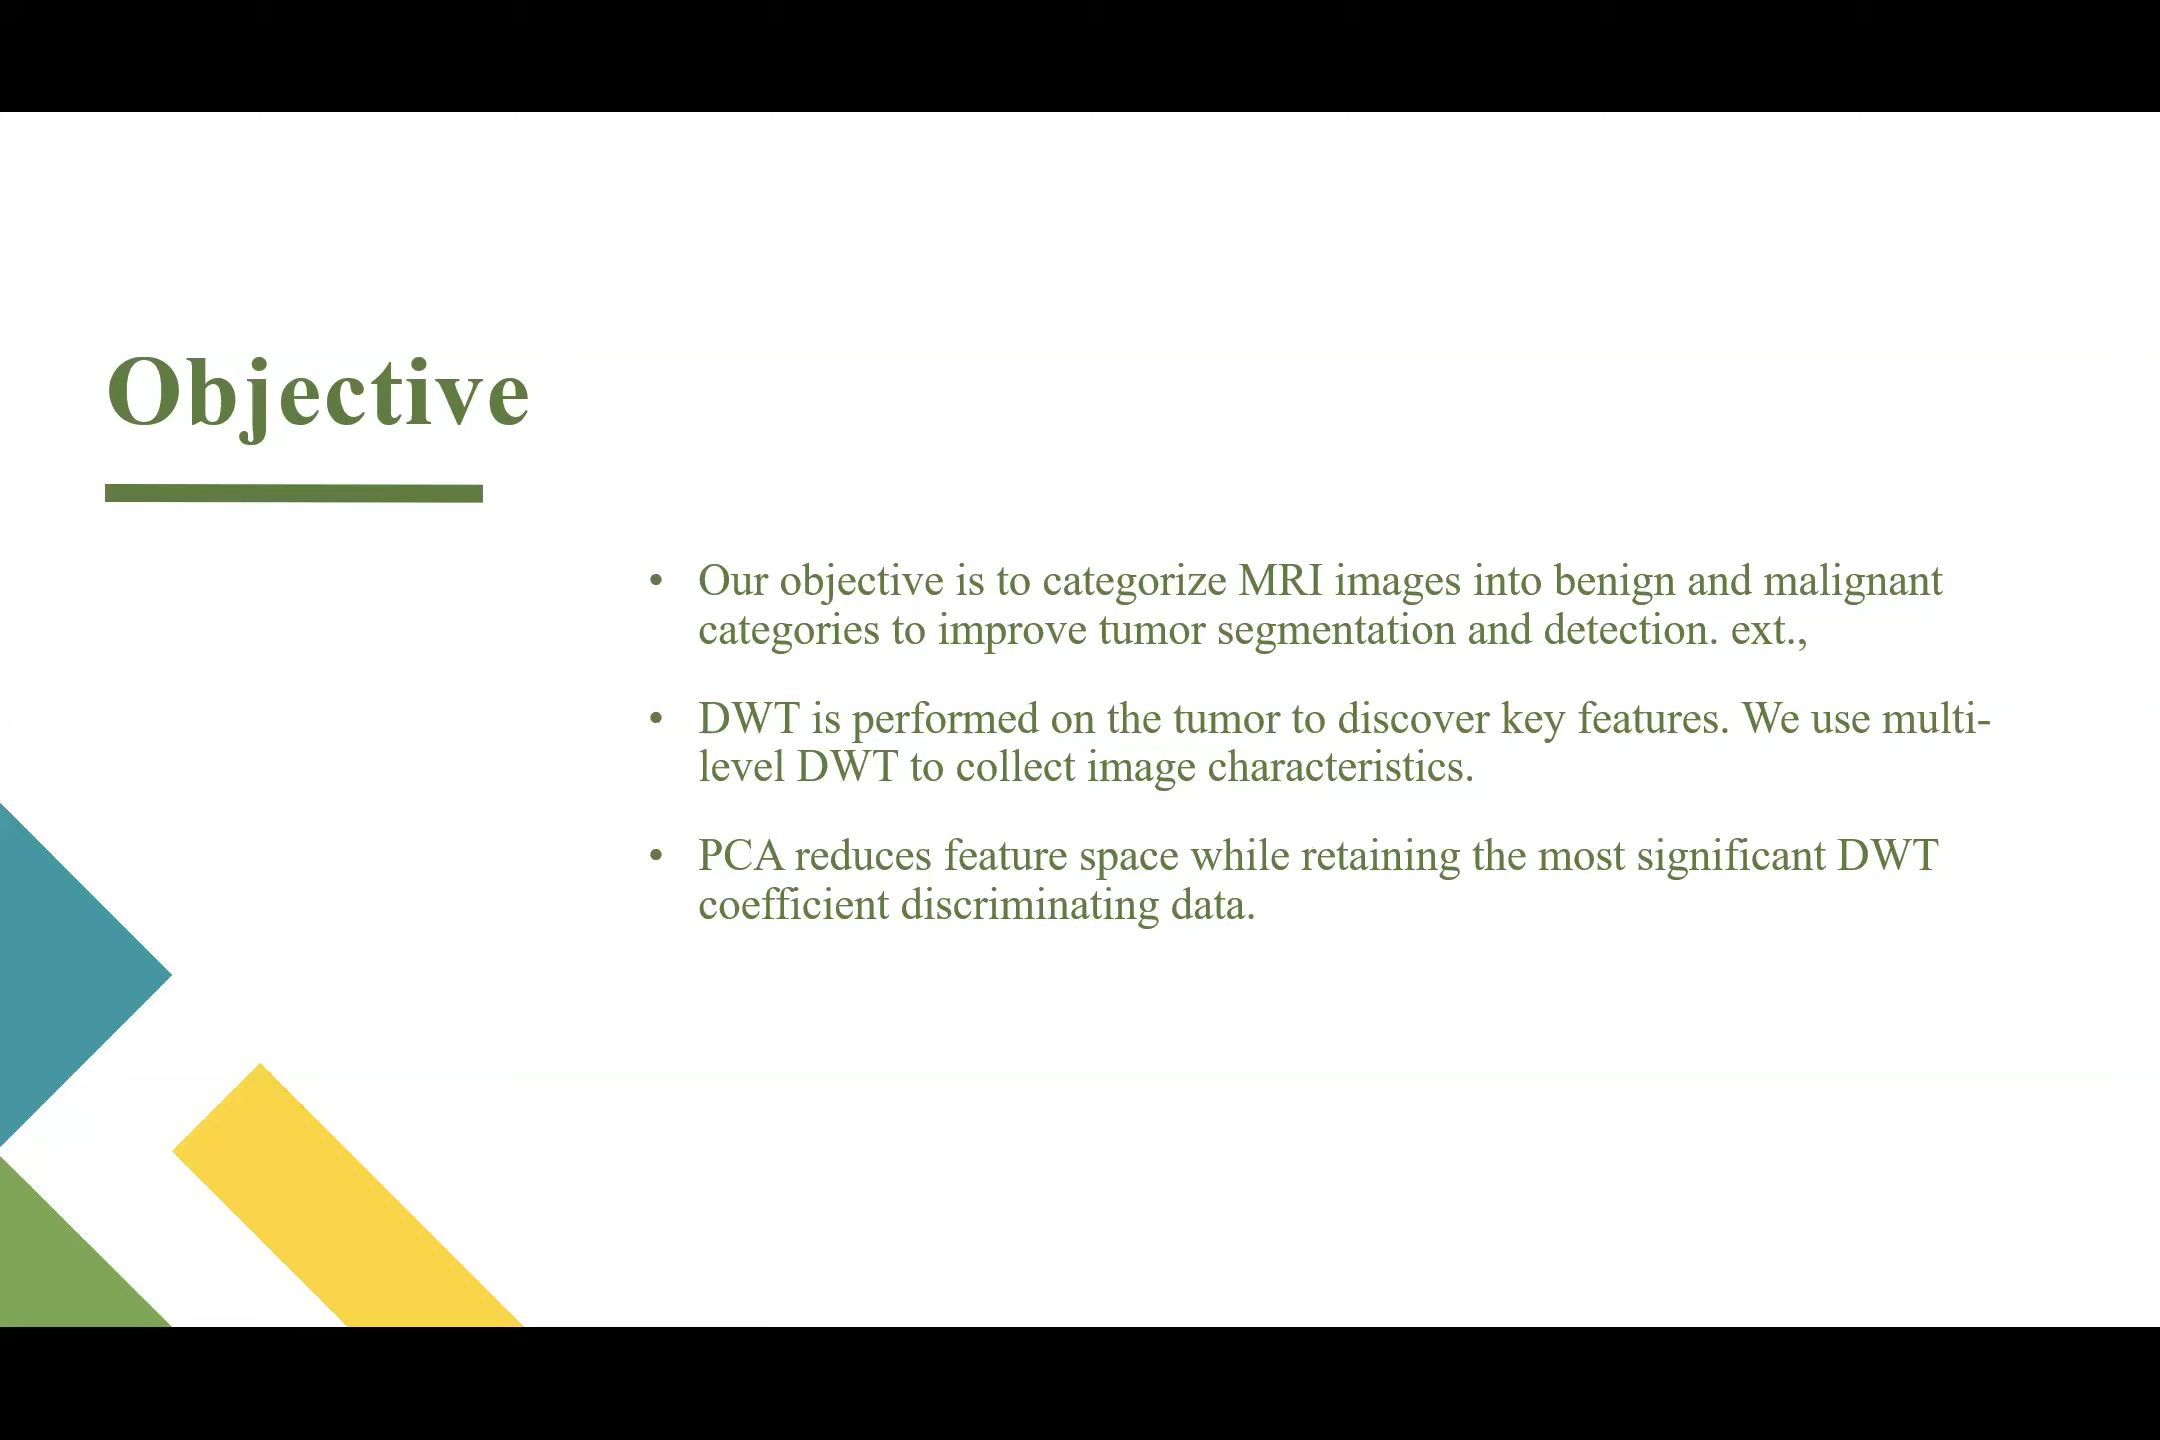 Objective
• Our objective is to categorize MRI images into benign and malignant
categories to improve tumor segmentation and detection. ext.,
• DWT is performed on the tumor to discover key features. We use multi-
level DWT to collect image characteristics.
• PCA reduces feature space while retaining the most significant DWT
coefficient discriminating data.